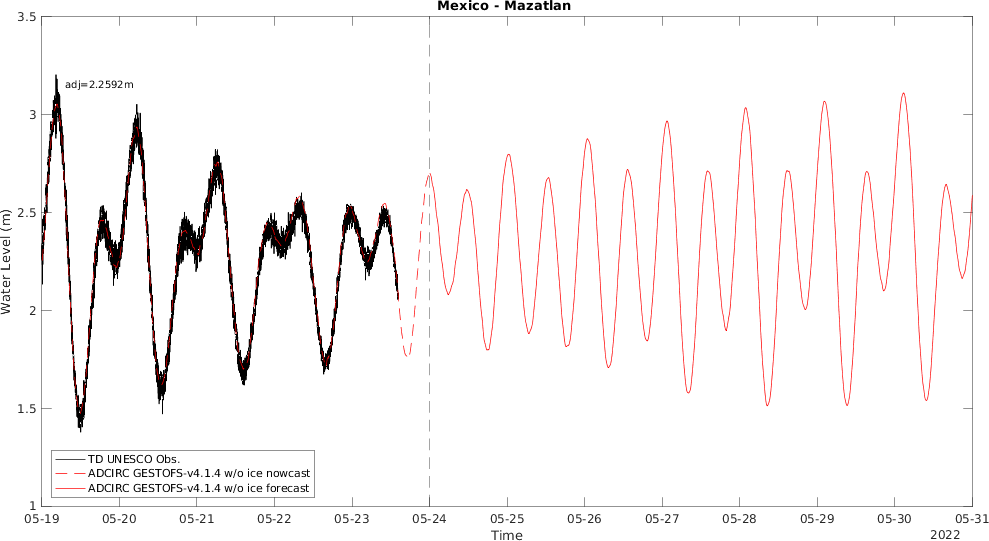 Mexico - Mazatlan
3.5
3
2.5
2
1.5
1
Water Level (m)
adj=2.2592m
TD UNESCO Obs.
ADCIRC GESTOFS-v4.1.4 w/o ice nowcast
ADCIRC GESTOFS-v4.1.4 w/o ice forecast
05-19 05-20 05-21 05-22 05-23 05-24 05-25 05-26 05-27 05-28 05-29 05-30 05-31
Time
2022